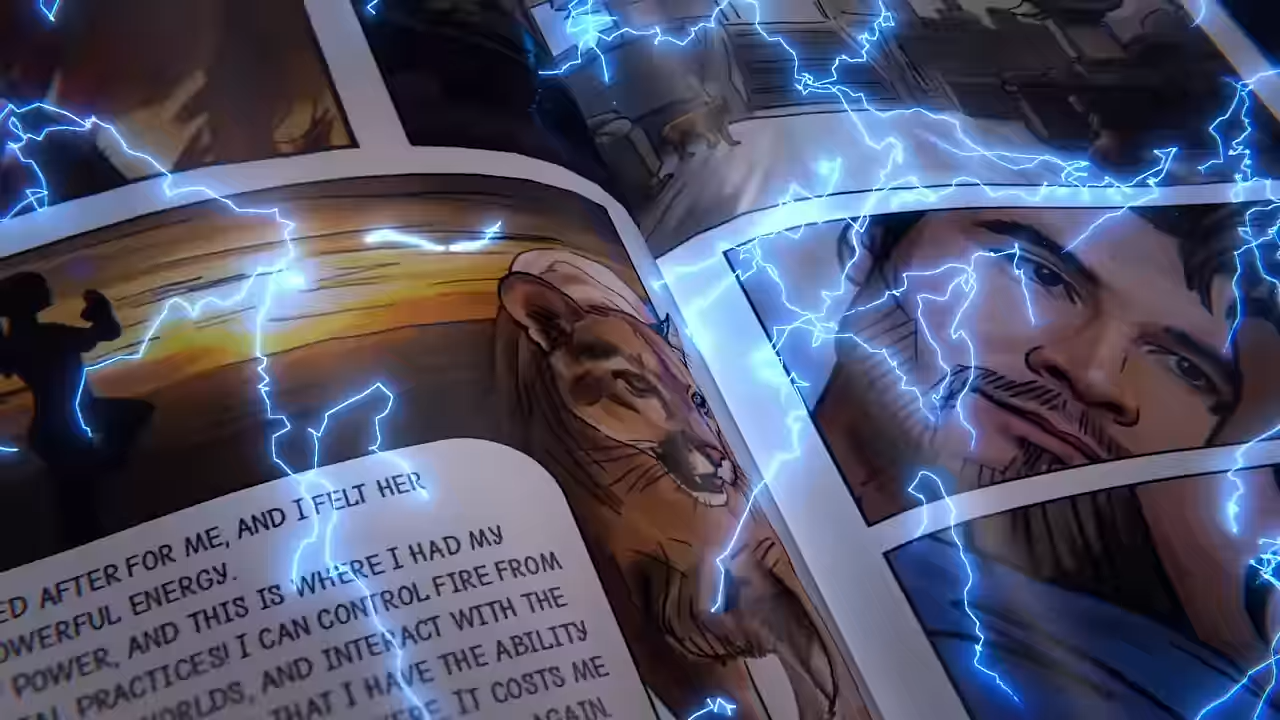 ED AFTER FOR ME, AND I FELT HER
OWERFUL ENERGY.
POWER, AND THIS IS WHERE I HAD MY
PRACTICES! I CAN CONTROL FIRE FROM
WORLDS, AND INTERACT WITH THE
THAT I HAVE THE ABILITY
IT COSTS ME
AGAIN